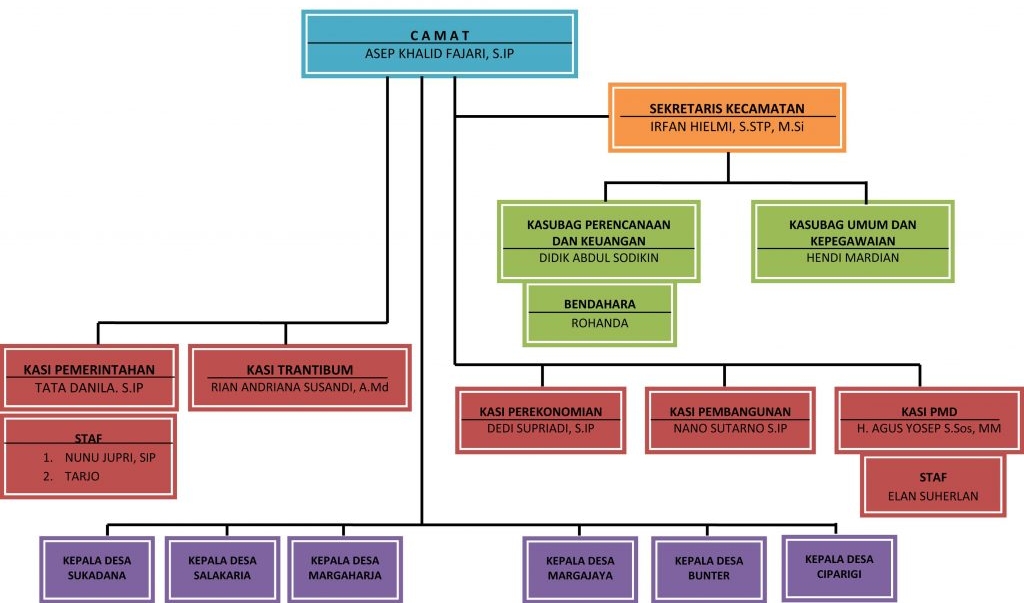 C A M A T
ASEP KHALID FAJARI, S.IP
SEKRETARIS KECAMATAN
IRFAN HIELMI, S.STP, M.Si
KASUBAG PERENCANAAN
DAN KEUANGAN
DIDIK ABDUL SODIKIN
KASUBAG UMUM DAN
KEPEGAWAIAN
HENDI MARDIAN
BENDAHARA
ROHANDA
KASI PEMERINTAHAN
TATA DANILA. S.IP
KASI TRANTIBUM
RIAN ANDRIANA SUSANDI, A.Md
STAF
1. NUNU JUPRI, SIP
2. TARJO
KASI PEREKONOMIAN
DEDI SUPRIADI, S.IP
KASI PEMBANGUNAN
NANO SUTARNO S.IP
KASI PMD
H. AGUS YOSEP S.Sos, MM
STAF
ELAN SUHERLAN
KEPALA DESA
SUKADANA
KEPALA DESA
SALAKARIA
KEPALA DESA
MARGAHARJA
KEPALA DESA
MARGAJAYA
KEPALA DESA
BUNTER
KEPALA DESA
CIPARIGI